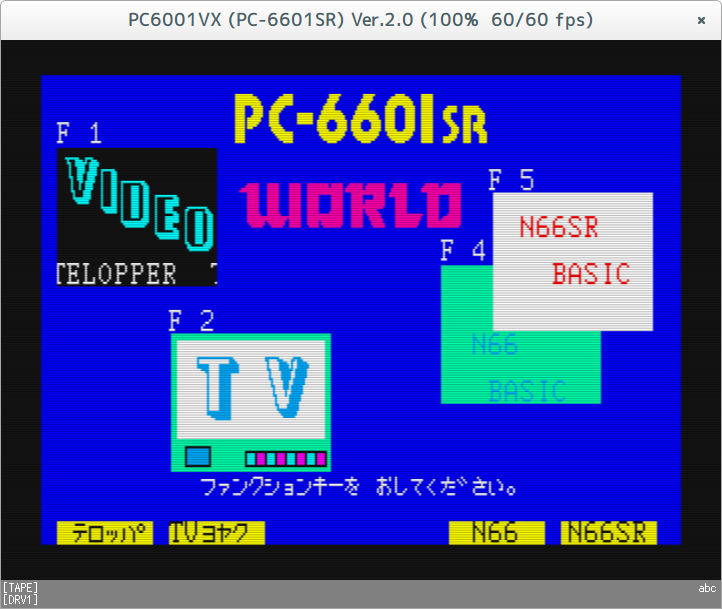 PC6001VX (PC-6601SR) Ver.2.0 (100% 60/60 fps)
×
PC-6601SR
WORLD
F 1
VIDEO
TELOPPER
F 5
N66SR
BASIC
F 4
N66
BASIC
F 2
TV
ファンクションキーを おしてください。
テロッパ TVヨヤク N66 N66SR
[TAPE]
[DRV1]
abc